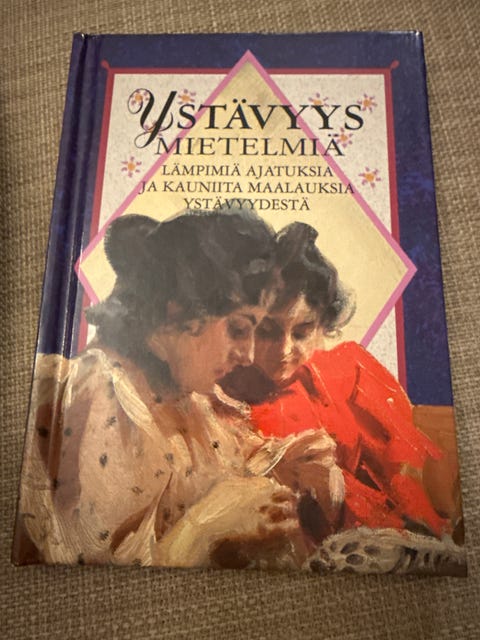 YSTÄVYYS
MIETELMIÄ
LÄMPIMIÄ AJATUKSIA
JA KAUNIITA MAALAUKSIA
YSTÄVYYDESTÄ